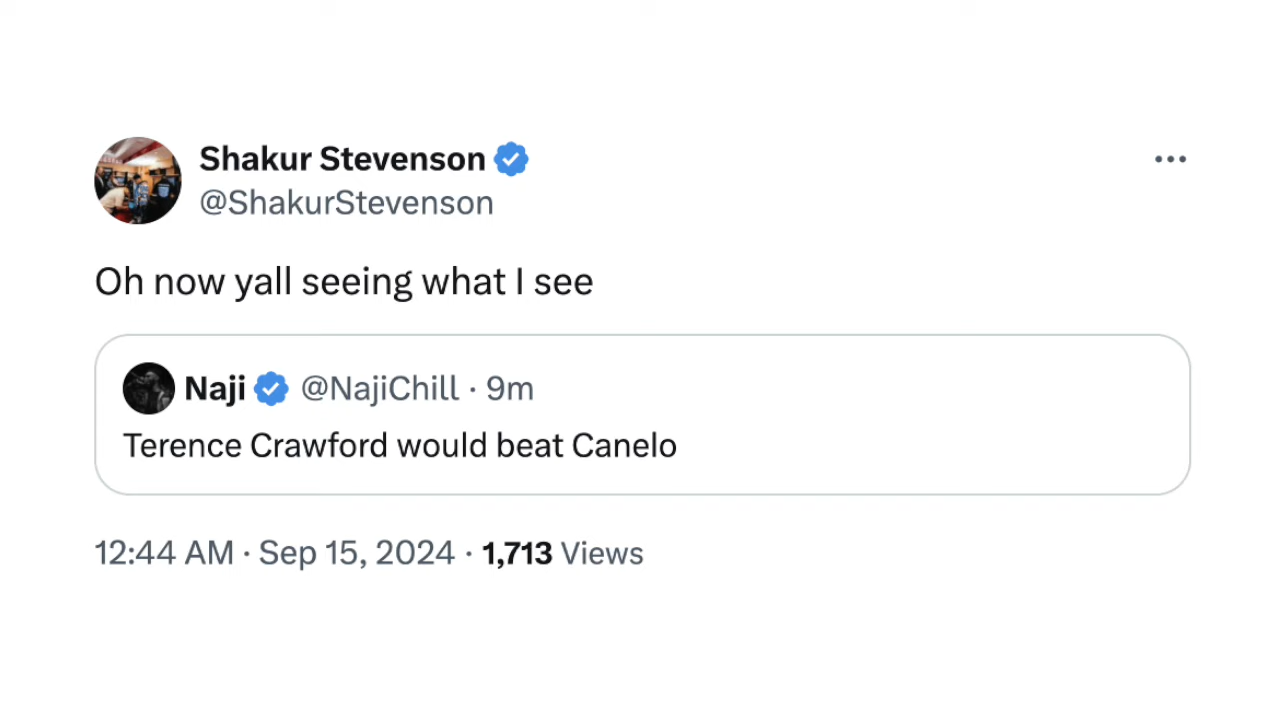 Shakur Stevenson
@ShakurStevenson
Oh now yall seeing what I see
Naji @NajiChill · 9m
Terence Crawford would beat Canelo
12:44 AM · Sep 15, 2024 · 1,713 Views